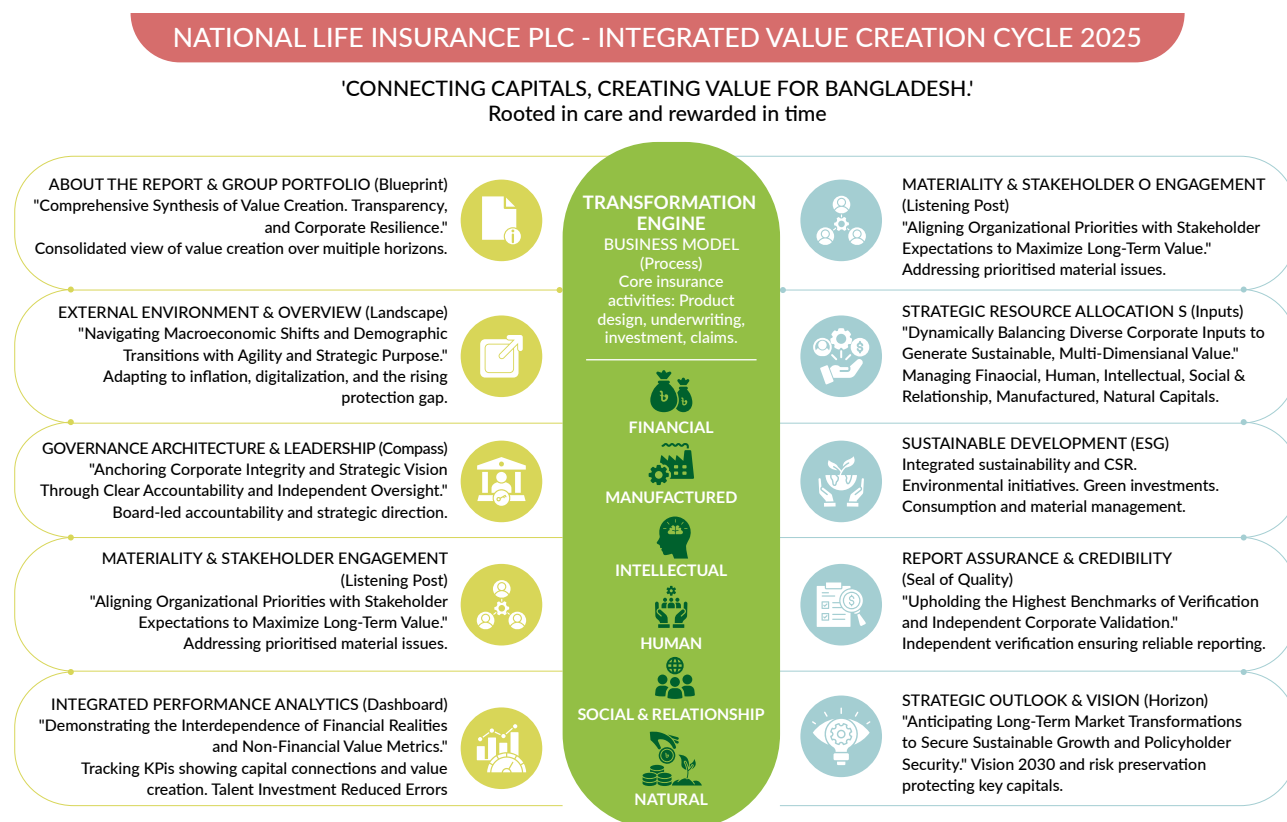 NATIONAL LIFE INSURANCE PLC - INTEGRATED VALUE CREATION CYCLE 2025
'CONNECTING CAPITALS, CREATING VALUE FOR BANGLADESH.'
Rooted in care and rewarded in time
ABOUT THE REPORT & GROUP PORTFOLIO (Blueprint)
"Comprehensive Synthesis of Value Creation. Transparency,
and Corporate Resilience."
Consolidated view of value creation over muitiple horizons.
EXTERNAL ENVIRONMENT & OVERVIEW (Landscape)
"Navigating Macroeconomic Shifts and Demographic
Transitions with Agility and Strategic Purpose."
Adapting to inflation, digitalization, and the rising
protection gap.
GOVERNANCE ARCHITECTURE & LEADERSHIP (Compass)
"Anchoring Corporate Integrity and Strategic Vision
Through Clear Accountability and Independent Oversight."
Board-led accountability and strategic direction.
MATERIALITY & STAKEHOLDER ENGAGEMENT
(Listening Post)
"Aligning Organizational Priorities with Stakeholder
Expectations to Maximize Long-Term Value."
Addressing prioritised material issues.
INTEGRATED PERFORMANCE ANALYTICS (Dashboard)
"Demonstrating the Interdependence of Financial Realities
and Non-Financial Value Metrics."
Tracking KPis showing capital connections and value
creation. Talent Investment Reduced Errors
TRANSFORMATION
ENGINE
BUSINESS MODEL
(Process)
Core insurance
activities: Product
design, underwriting,
investment, claims.
৳ ৳
FINANCIAL
MANUFACTURED
INTELLECTUAL
HUMAN
SOCIAL & RELATIONSHIP
NATURAL
MATERIALITY & STAKEHOLDER O ENGAGEMENT
(Listening Post)
"Aligning Organizational Priorities with Stakeholder
Expectations to Maximize Long-Term Value."
Addressing prioritised material issues.
STRATEGIC RESOURCE ALLOCATION S (Inputs)
"Dynamically Balancing Diverse Corporate Inputs to
Generate Sustainable, Multi-Dimensianal Value."
Managing Finaocial, Human, Intellectual, Social &
Relationship, Manufactured, Natural Capitals.
SUSTAINABLE DEVELOPMENT (ESG)
Integrated sustainability and CSR.
Environmental initiatives. Green investments.
Consumption and material management.
REPORT ASSURANCE & CREDIBILITY
(Seal of Quality)
"Upholding the Highest Benchmarks of Verification
and Independent Corporate Validation."
Independent verification ensuring reliable reporting.
STRATEGIC OUTLOOK & VISION (Horizon)
"Anticipating Long-Term Market Transformations
to Secure Sustainable Growth and Policyholder
Security." Vision 2030 and risk preservation
protecting key capitals.